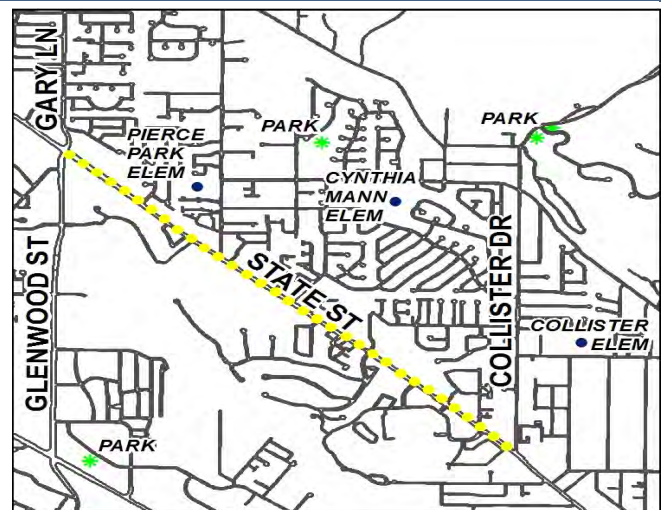 GARY LN
PIERCE
PARK
ELEM
PARK
PARK
CYNTHIA
MANN
ELEM
STATE ST
GLENWOOD ST
COLLISTER DR
COLLISTER
ELEM
PARK